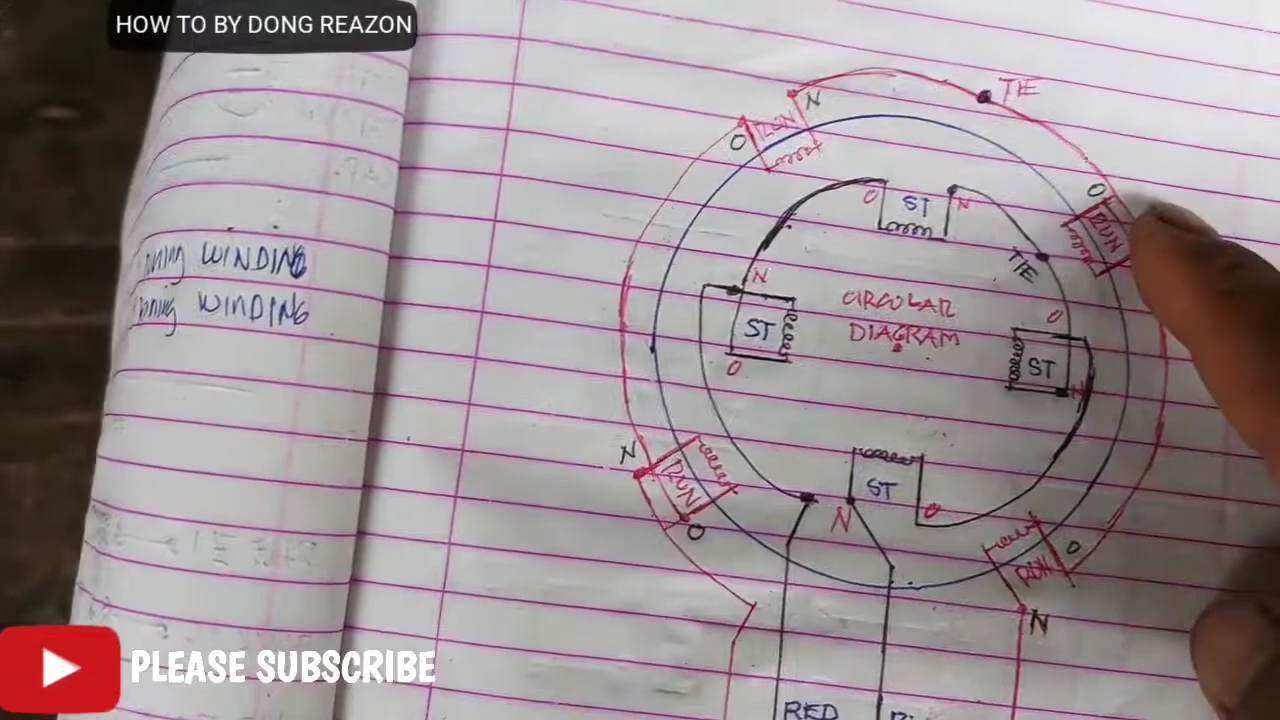 HOW TO BY DONG REAZON
TIE
N
RUN
O
O
RUN
O
ST
N
TIE
N
ST
O
CIRCULAR
DIAGRAM
O
ST
N
WINDING
WINDING
N
RUN
O
ST
N
O
RUN
O
N
RED
PLEASE SUBSCRIBE